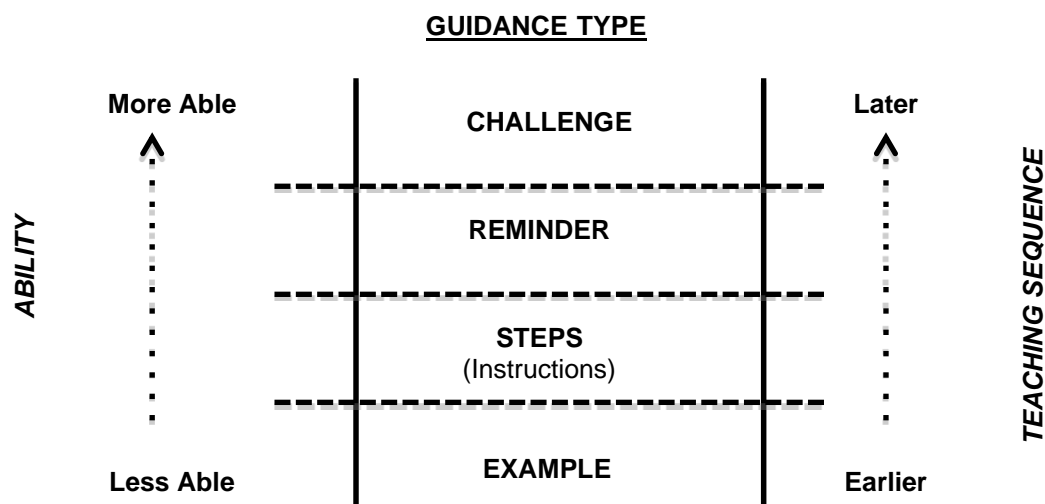 GUIDANCE TYPE
More Able
CHALLENGE
Later
REMINDER
ABILITY
TEACHING SEQUENCE
STEPS
(Instructions)
Less Able
EXAMPLE
Earlier